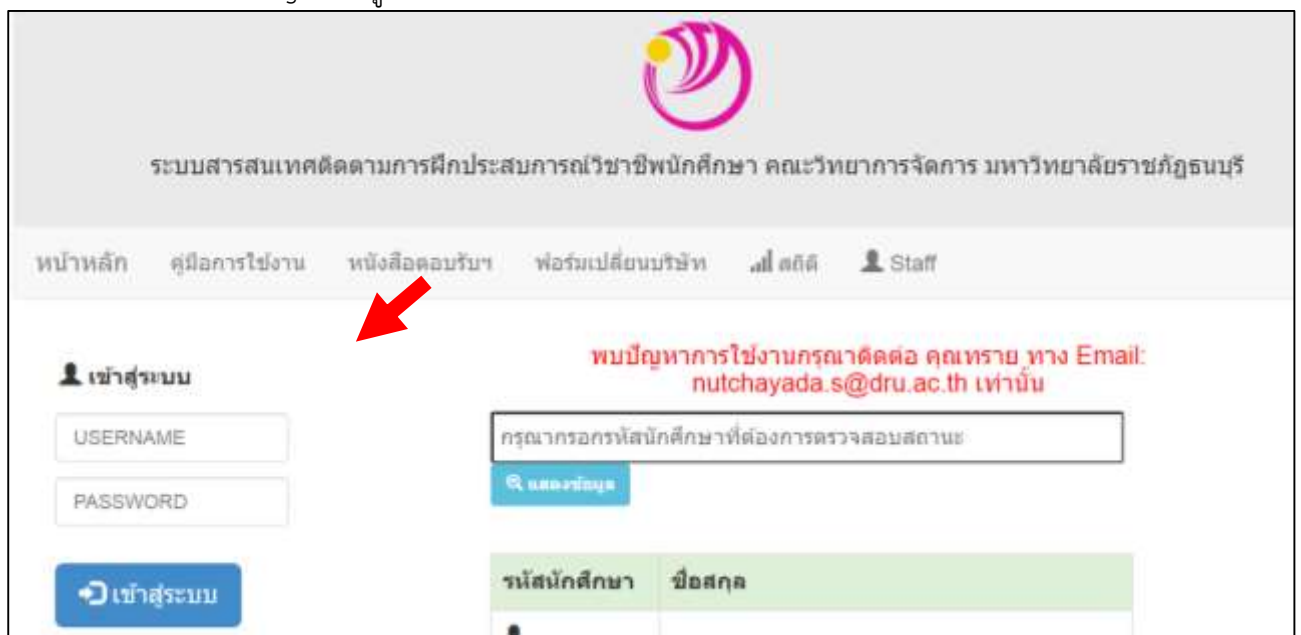 ระบบสารสนเทศติดตามการฝึกประสบการณ์วิชาชีพนักศึกษา คณะวิทยาการจัดการ มหาวิทยาลัยราชภัฏธนบุรี
หน้าหลัก คู่มือการใช้งาน หนังสือตอบรับฯ ฟอร์มเปลี่ยนบริษัท สถิติ Staff
พบปัญหาการใช้งานกรุณาติดต่อ คุณทราย ทาง Email:
nutchayada.s@dru.ac.th เท่านั้น
เข้าสู่ระบบ
USERNAME
PASSWORD
เข้าสู่ระบบ
กรุณากรอกรหัสนักศึกษาที่ต้องการตรวจสอบสถานะ
แสดงข้อมูล
รหัสนักศึกษา ชื่อสกุล